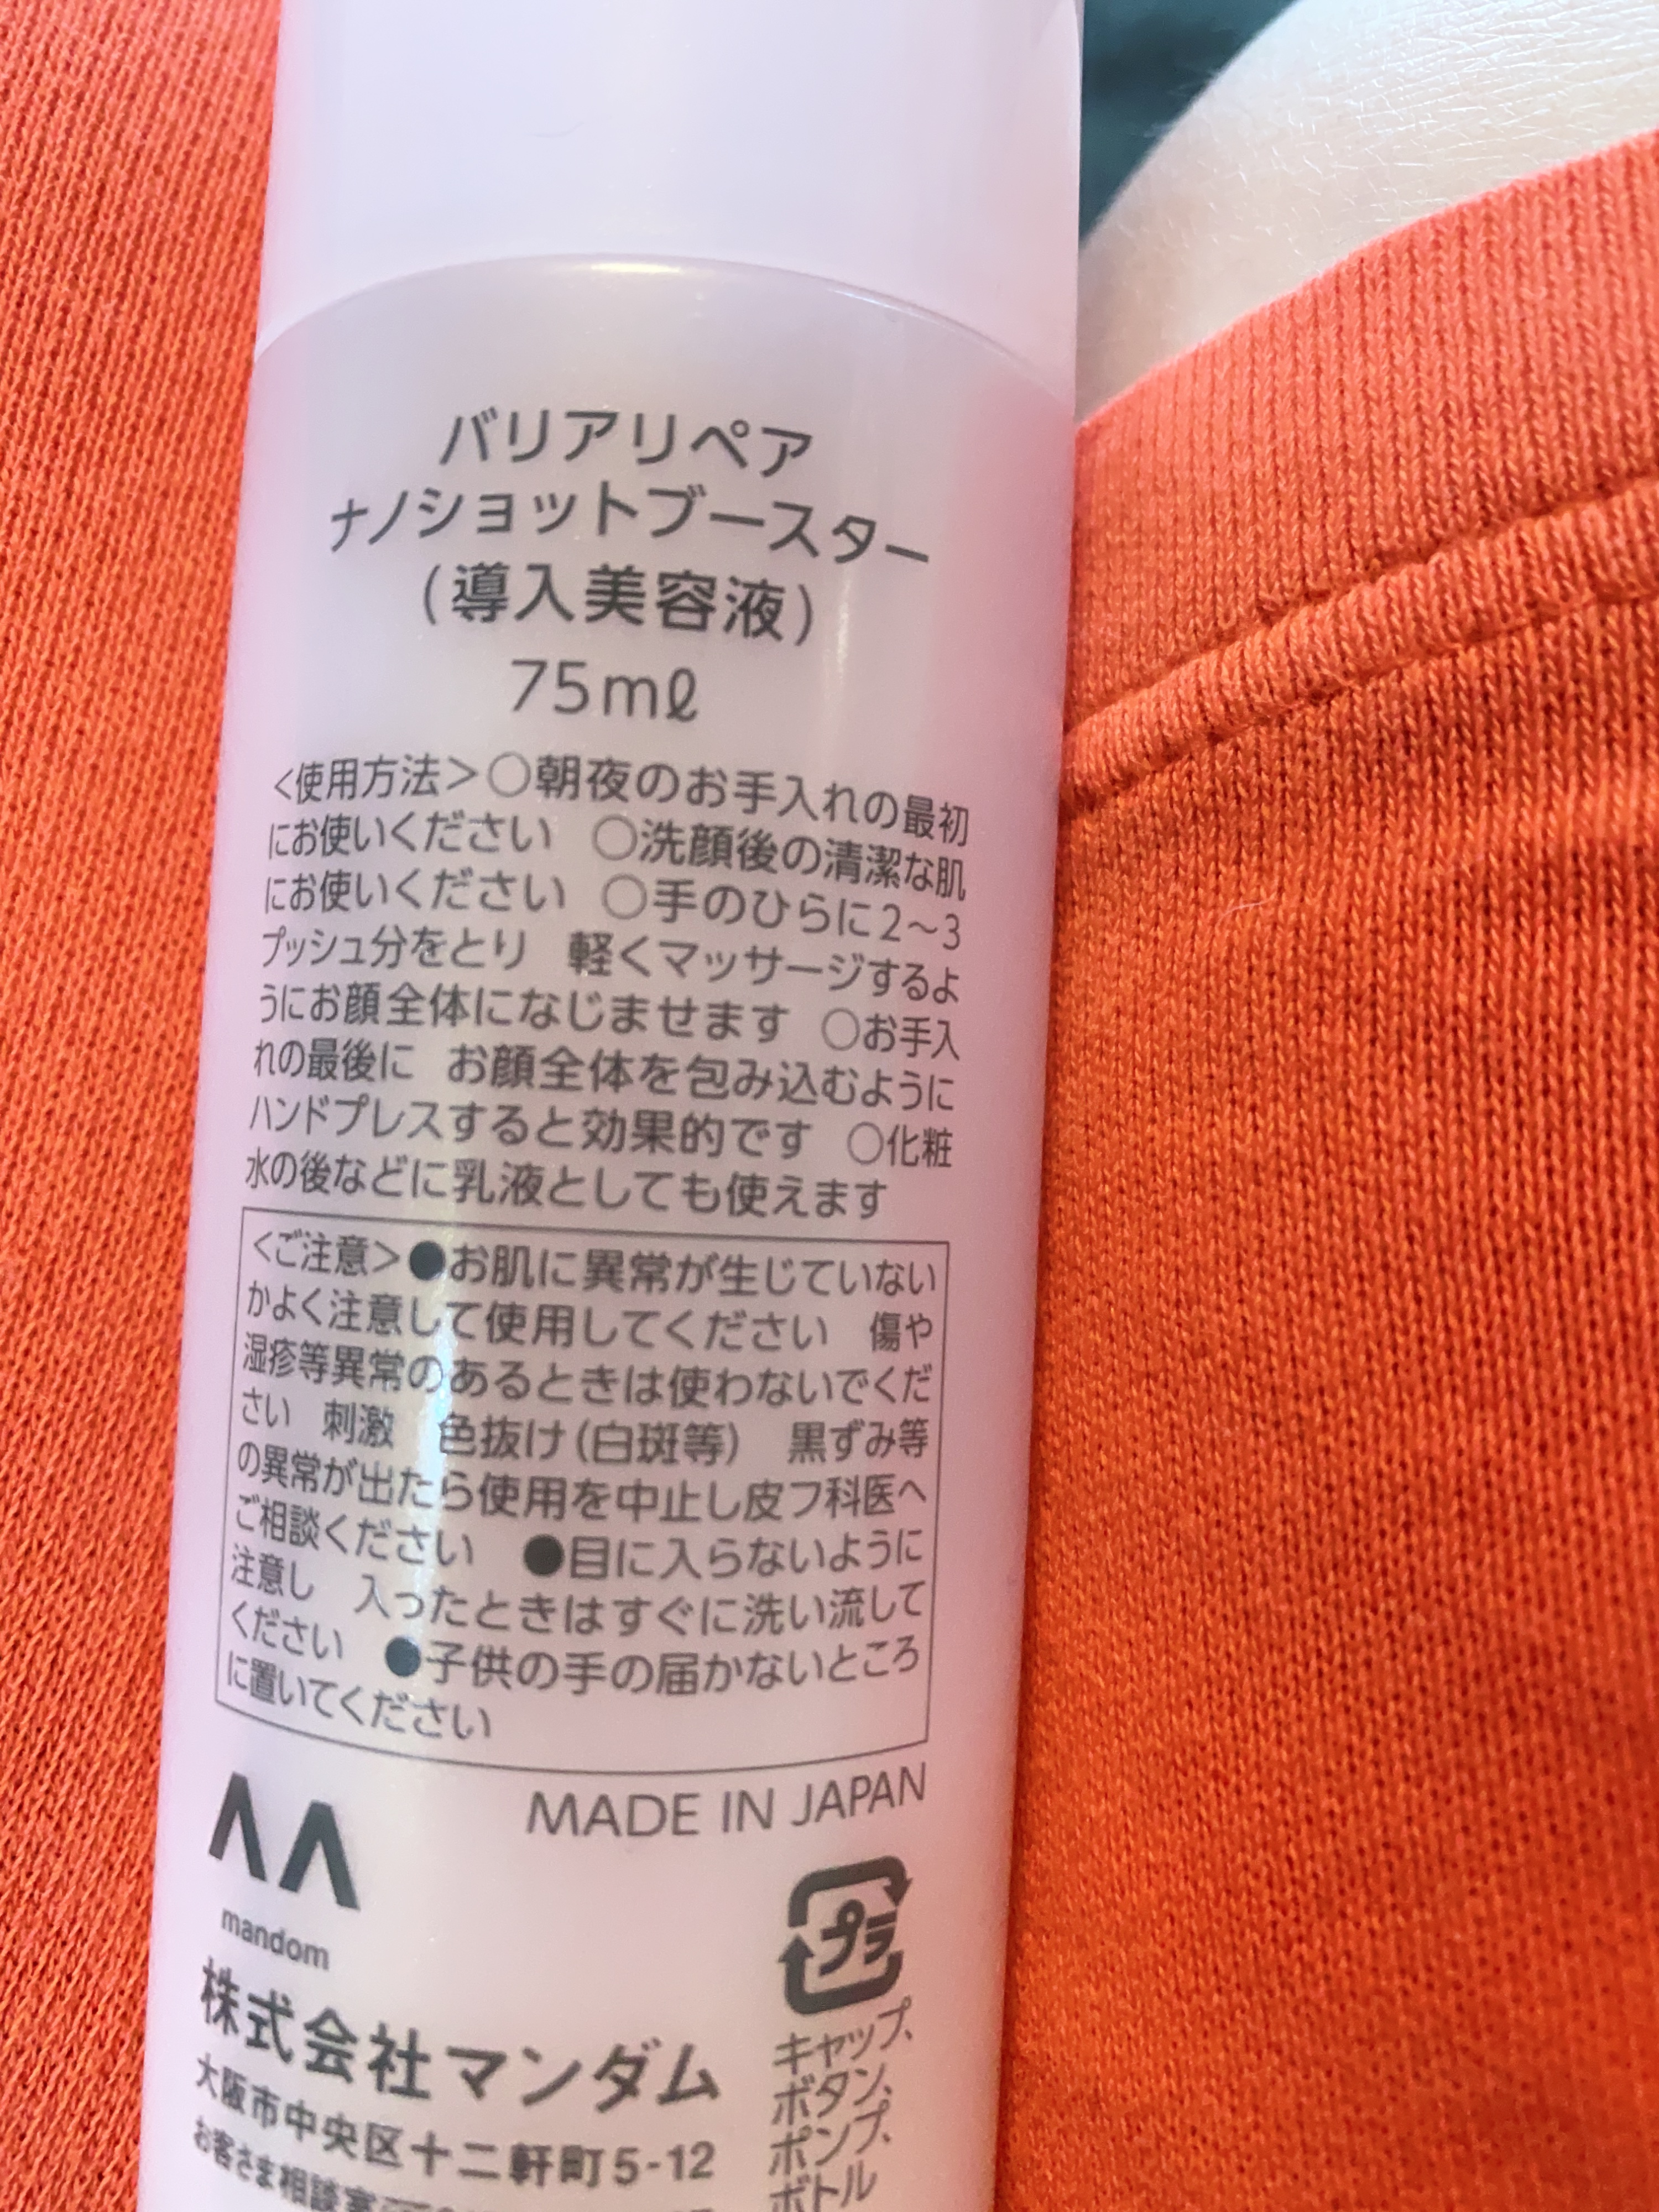 バリアリペア
ナノショットブースター
(導入美容液)
75mℓ
<使用方法>○朝夜のお手入れの最初
にお使いください ○洗顔後の清潔な肌
にお使いください ○手のひらに2〜3
プッシュ分をとり 軽くマッサージするよ
うにお顔全体になじませます ○お手入
れの最後に お顔全体を包み込むように
ハンドプレスすると効果的です ○化粧
水の後などに乳液としても使えます
<ご注意>●お肌に異常が生じていない
かよく注意して使用してください 傷や
湿疹等異常のあるときは使わないでくだ
さい 刺激 色抜け(白斑等) 黒ずみ等
の異常が出たら使用を中止し皮フ科医へ
ご相談ください ●目に入らないように
注意し 入ったときはすぐに洗い流して
ください ●子供の手の届かないところ
に置いてください
MADE IN JAPAN
mandom
株式会社マンダム
大阪市中央区十二軒町5-12
お客さま相談室
プラ
キャップ、
ボタン、
ポンプ、
ボトル